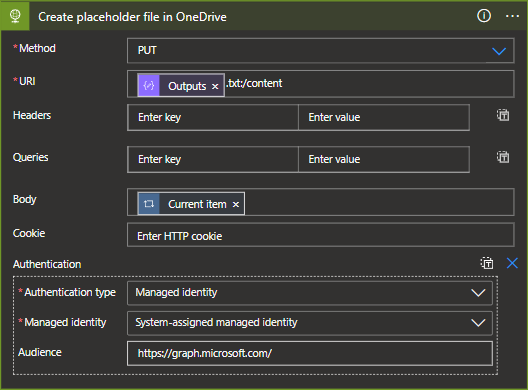 Create placeholder file in OneDrive
*Method PUT
*URI Outputs × .txt:/content
Headers Enter key Enter value
Queries Enter key Enter value
Body Current item ×
Cookie Enter HTTP cookie
Authentication
*Authentication type Managed identity
*Managed identity System-assigned managed identity
Audience https://graph.microsoft.com/